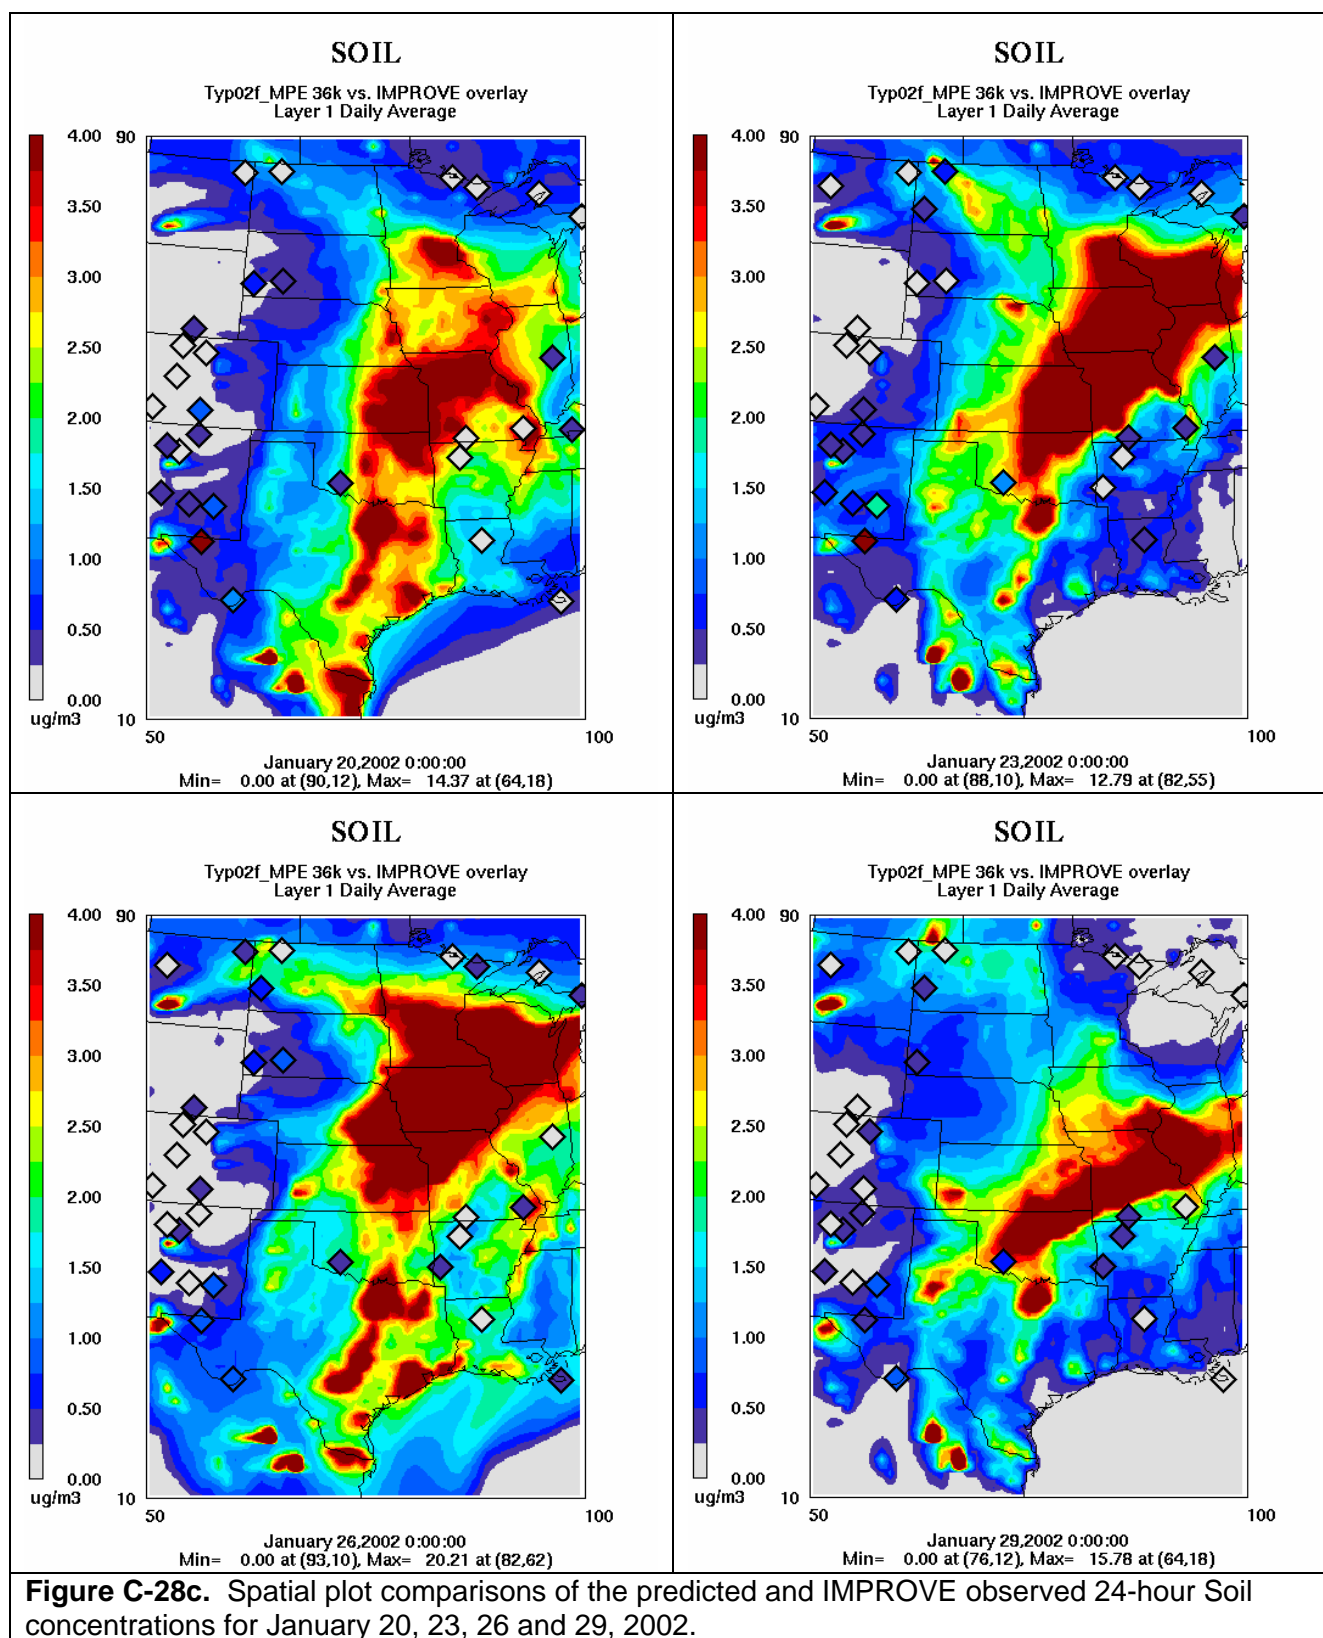 SOIL
Typ02f_MPE 36k vs. IMPROVE overlay
Layer 1 Daily Average
4.00
3.50
3.00
2.50
2.00
1.50
1.00
0.50
0.00
ug/m3
90
10
50
100
January 20,2002 0:00:00
Min= 0.00 at (90,12), Max= 14.37 at (64,18)
SOIL
Typ02f_MPE 36k vs. IMPROVE overlay
Layer 1 Daily Average
4.00
3.50
3.00
2.50
2.00
1.50
1.00
0.50
0.00
ug/m3
90
10
50
100
January 23,2002 0:00:00
Min= 0.00 at (88,10), Max= 12.79 at (82,55)
SOIL
Typ02f_MPE 36k vs. IMPROVE overlay
Layer 1 Daily Average
4.00
3.50
3.00
2.50
2.00
1.50
1.00
0.50
0.00
ug/m3
90
10
50
100
January 26,2002 0:00:00
Min= 0.00 at (93,10), Max= 20.21 at (82,62)
SOIL
Typ02f_MPE 36k vs. IMPROVE overlay
Layer 1 Daily Average
4.00
3.50
3.00
2.50
2.00
1.50
1.00
0.50
0.00
ug/m3
90
10
50
100
January 29,2002 0:00:00
Min= 0.00 at (76,12), Max= 15.78 at (64,18)
Figure C-28c. Spatial plot comparisons of the predicted and IMPROVE observed 24-hour Soil
concentrations for January 20, 23, 26 and 29, 2002.